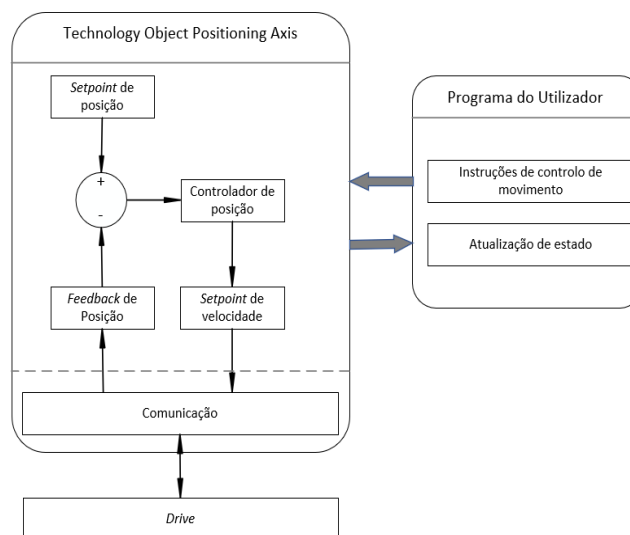 Technology Object Positioning Axis
Setpoint de
posição
+
-
Controlador de
posição
Feedback de
Posição
Setpoint de
velocidade
Comunicação
Drive
Programa do Utilizador
Instruções de controlo de
movimento
Atualização de estado